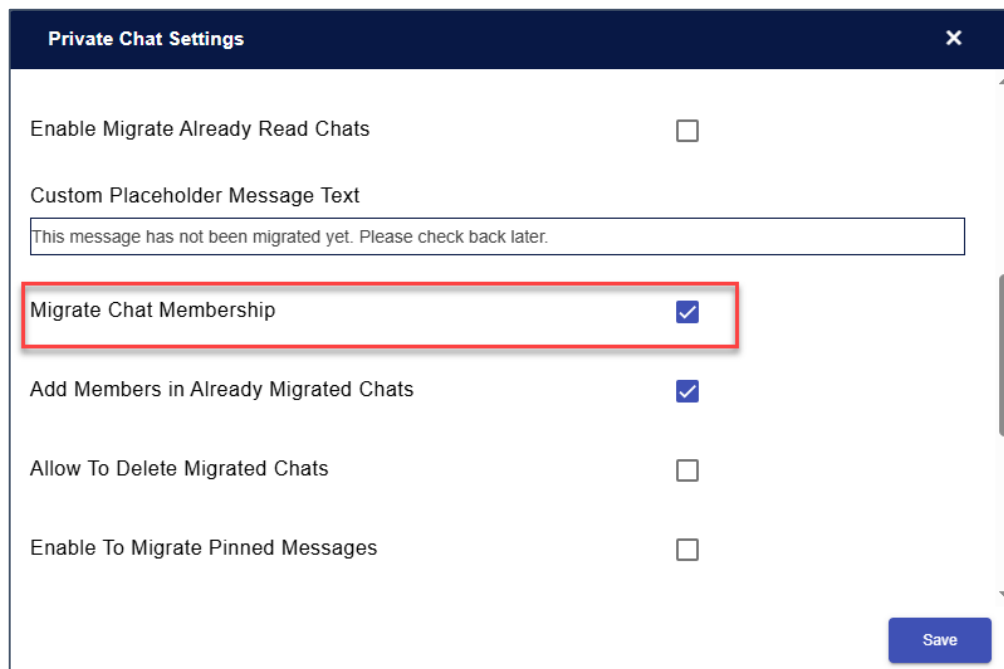 Private Chat Settings
Enable Migrate Already Read Chats
Custom Placeholder Message Text
This message has not been migrated yet. Please check back later.
Migrate Chat Membership
Add Members in Already Migrated Chats
Allow To Delete Migrated Chats
Enable To Migrate Pinned Messages
Save